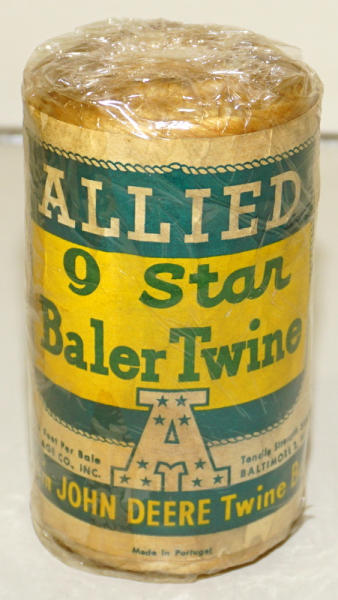 ALLIED
9 Star
Baler Twine
A
Feet Per Bale
Tensile Strength
CO., INC.
BALTIMORE
JOHN DEERE Twine
Made in Portugal